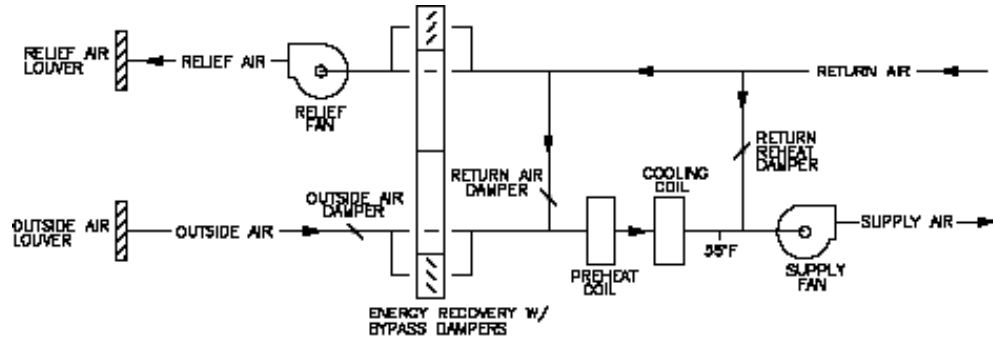 RELIEF AIR
LOUVER
RELIEF AIR
RELIEF
FAN
RETURN AIR
RETURN
REHEAT
DAMPER
RETURN AIR
DAMPER
COOLING
COIL
OUTSIDE AIR
DAMPER
OUTSIDE AIR
LOUVER
OUTSIDE AIR
55°F
SUPPLY AIR
PREHEAT
COIL
SUPPLY
FAN
ENERGY RECOVERY W/
BYPASS DAMPERS